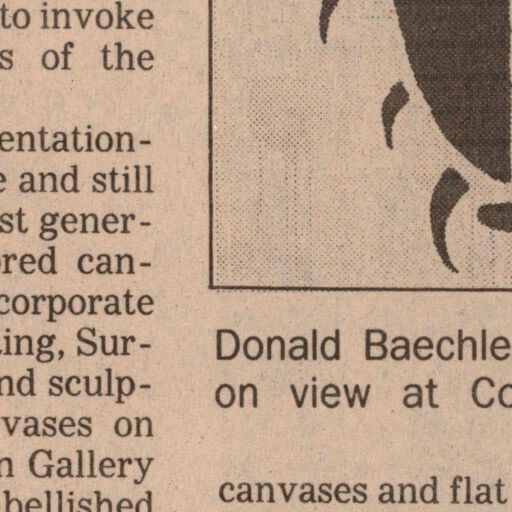 to invoke
s of the
entation-
e and still
st gener-
ored can-
corporate
ing, Sur-
nd sculp-
vases on
n Gallery
bellished
Donald Baechle
on view at Co
canvases and flat